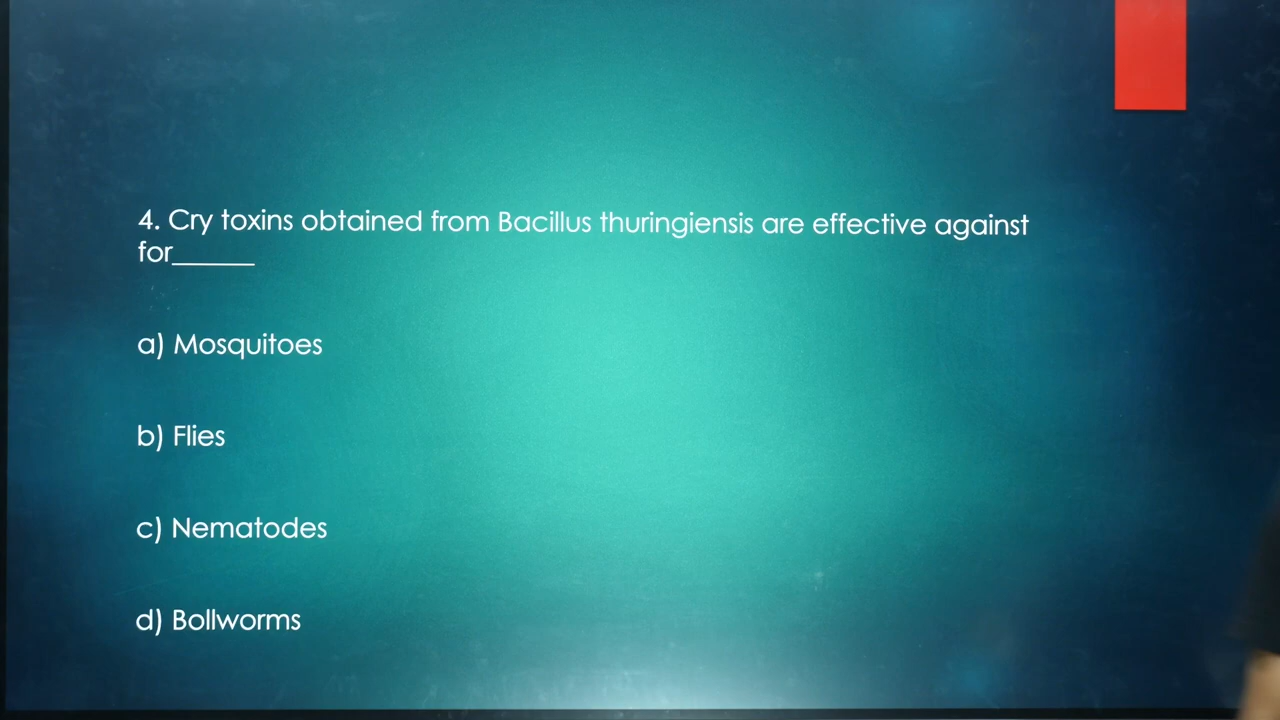 4. Cry toxins obtained from Bacillus thuringiensis are effective against
for______
a) Mosquitoes
b) Flies
c) Nematodes
d) Bollworms